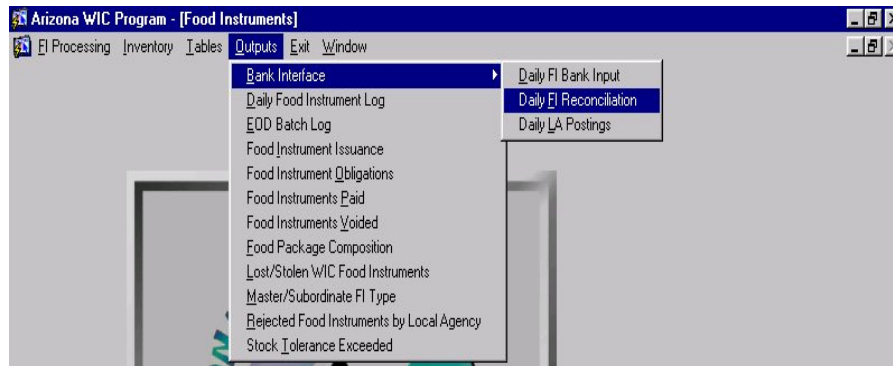 Arizona WIC Program - [Food Instruments]
FI Processing Inventory Tables Outputs Exit Window
Bank Interface
Daily Food Instrument Log
EOD Batch Log
Food Instrument Issuance
Food Instrument Obligations
Food Instruments Paid
Food Instruments Voided
Food Package Composition
Lost/Stolen WIC Food Instruments
Master/Subordinate FI Type
Rejected Food Instruments by Local Agency
Stock Tolerance Exceeded
Daily FI Bank Input
Daily FI Reconciliation
Daily LA Postings